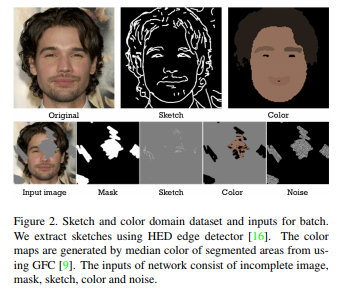 Original Sketch Color
Input image Mask Sketch Color Noise
Figure 2. Sketch and color domain dataset and inputs for batch.
We extract sketches using HED edge detector [16]. The color
maps are generated by median color of segmented areas from us-
ing GFC [9]. The inputs of network consist of incomplete image,
mask, sketch, color and noise.